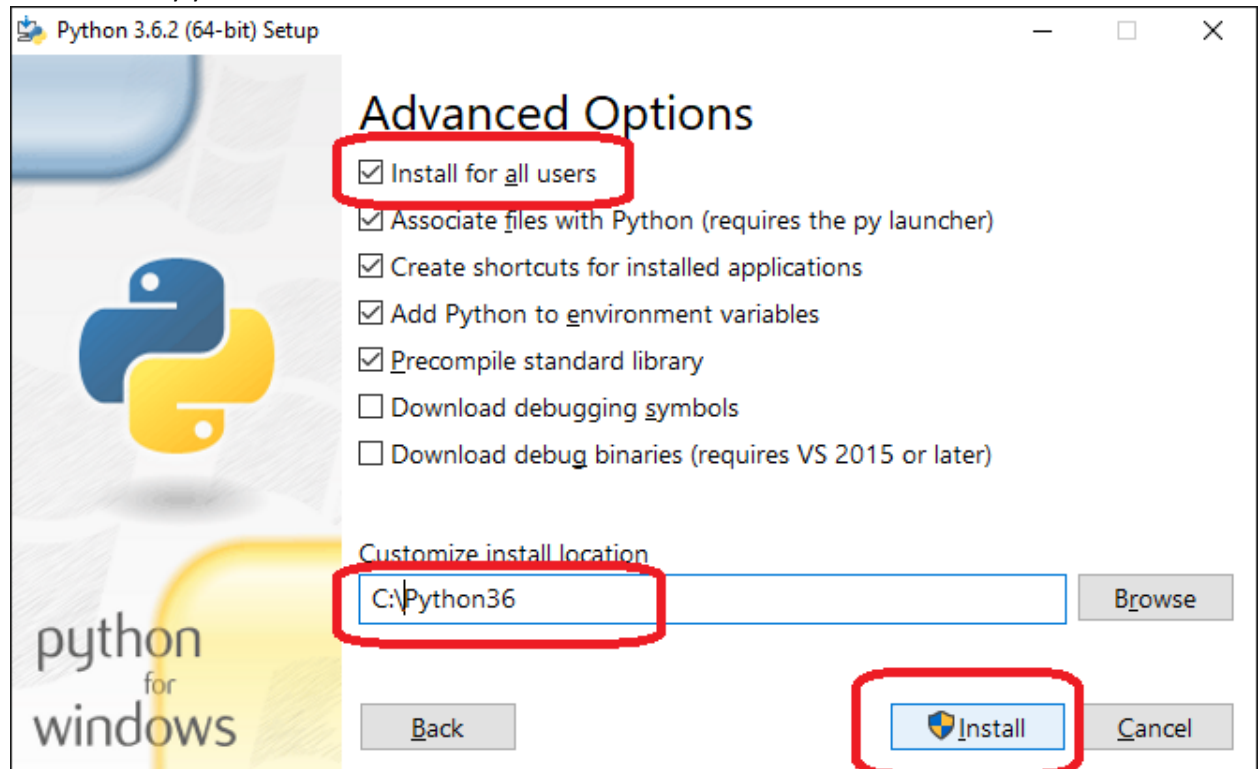 Python 3.6.2 (64-bit) Setup
Advanced Options
Install for all users
Associate files with Python (requires the py launcher)
Create shortcuts for installed applications
Add Python to environment variables
Precompile standard library
Download debugging symbols
Download debug binaries (requires VS 2015 or later)
Customize install location
C:\Python36
Browse
python
for
windows
Back
Install
Cancel